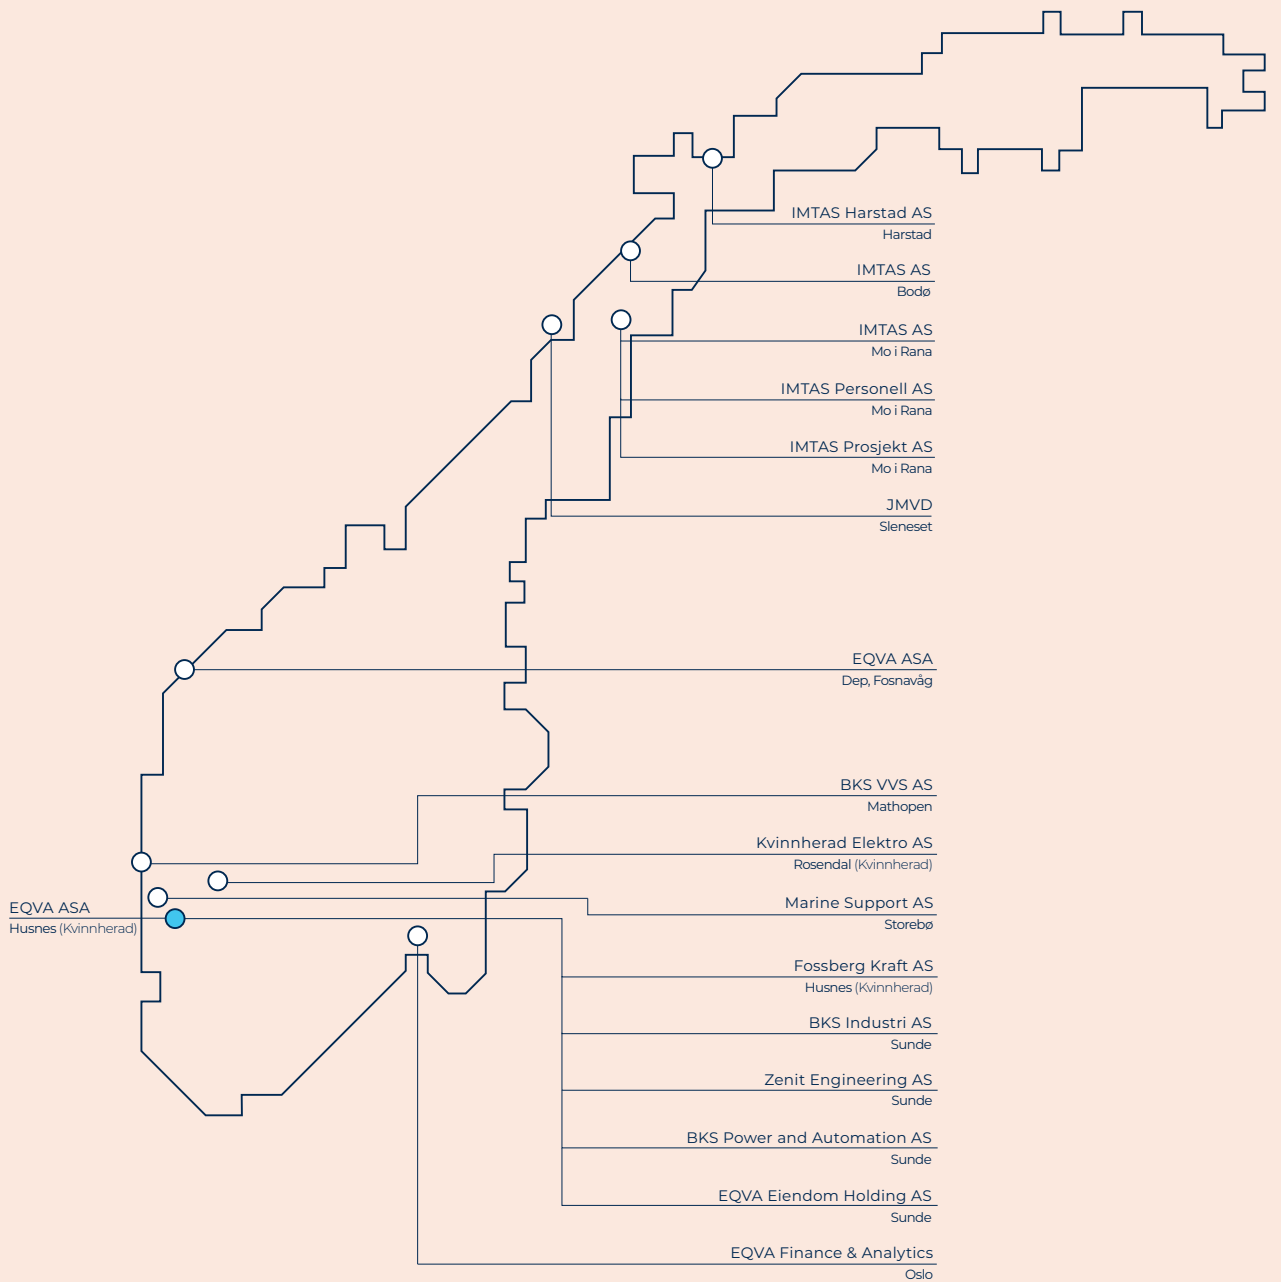 IMTAS Harstad AS
Harstad
IMTAS AS
Bodø
IMTAS AS
Mo i Rana
IMTAS Personell AS
Mo i Rana
IMTAS Prosjekt AS
Mo i Rana
JMVD
Sleneset
EQVA ASA
Dep, Fosnavåg
BKS VVS AS
Mathopen
Kvinnherad Elektro AS
Rosendal (Kvinnherad)
Marine Support AS
Storebø
EQVA ASA
Husnes (Kvinnherad)
Fossberg Kraft AS
Husnes (Kvinnherad)
BKS Industri AS
Sunde
Zenit Engineering AS
Sunde
BKS Power and Automation AS
Sunde
EQVA Eiendom Holding AS
Sunde
EQVA Finance & Analytics
Oslo